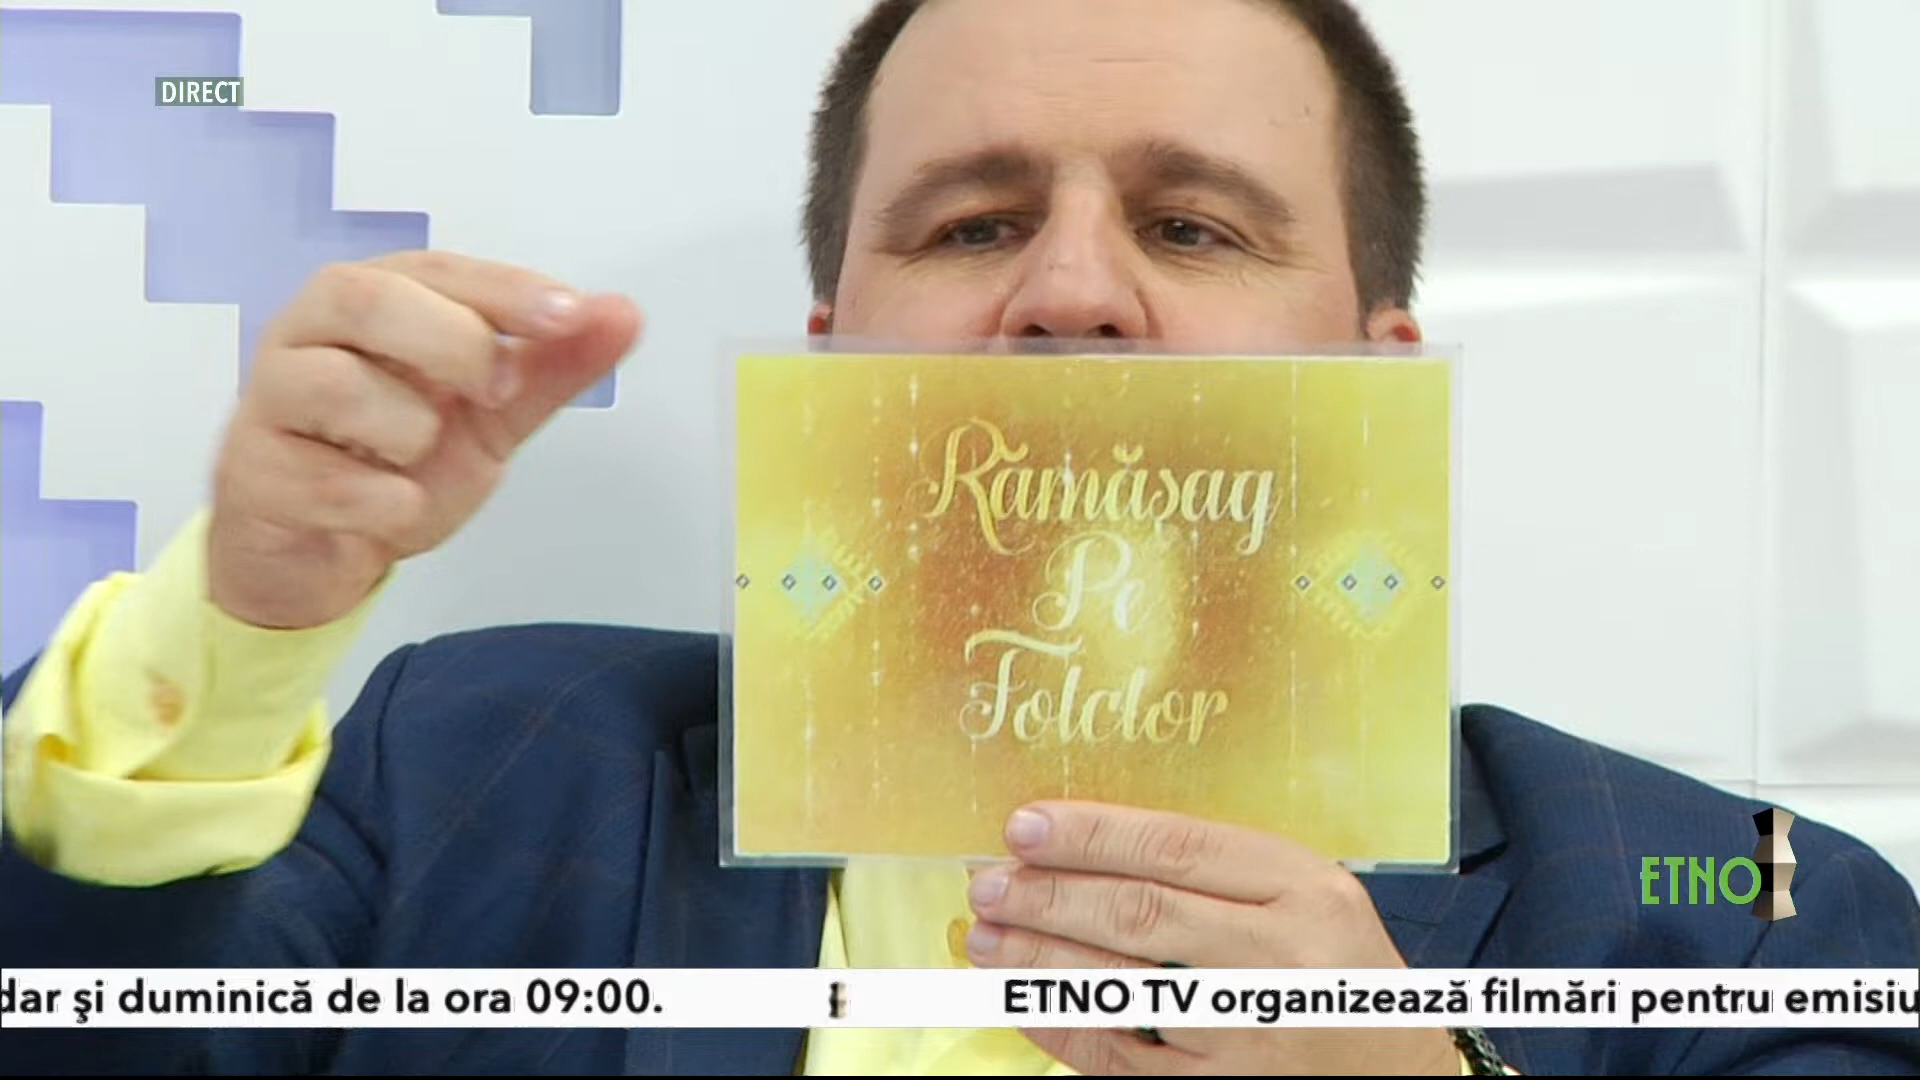 DIRECT
Rămășag
Pe
Folclor
ETNO
dar şi duminică de la ora 09:00.
ETNO TV organizează filmări pentru emisiu